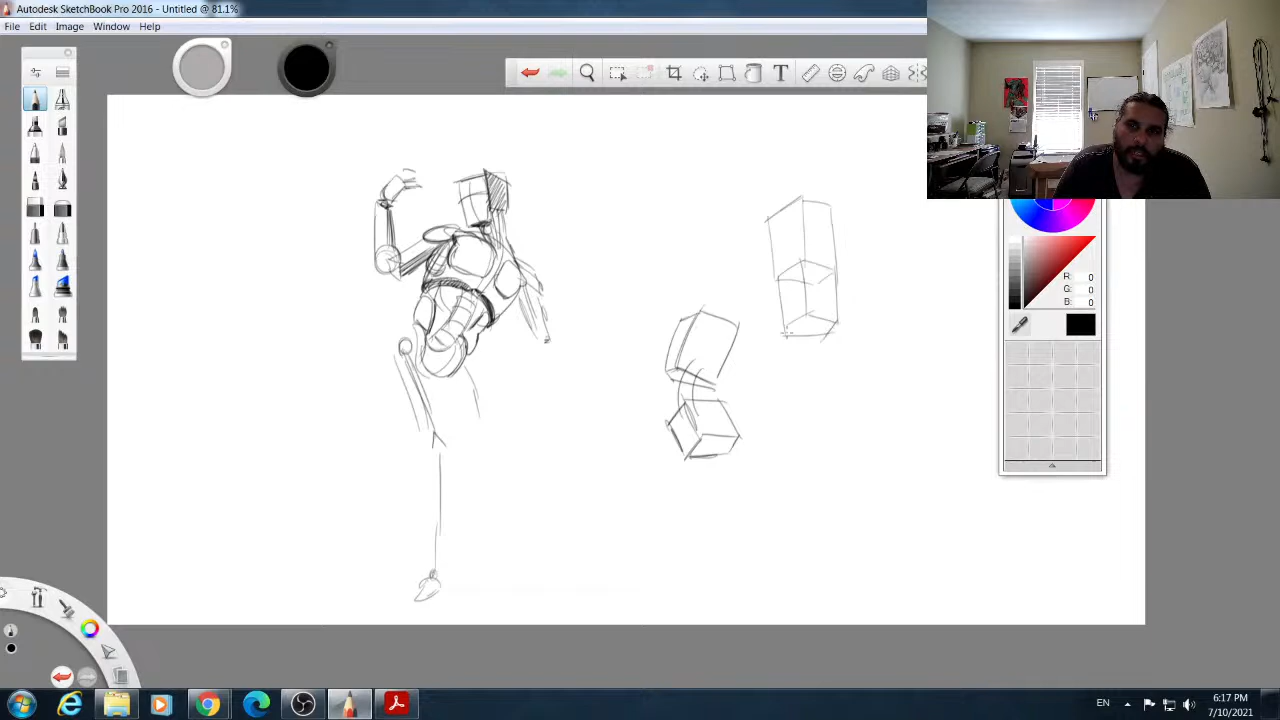 Autodesk SketchBook Pro 2016 - Untitled @ 81.1%
File Edit Image Window Help
T
R: 0
G: 0
B: 0
EN
6:17 PM
7/10/2021